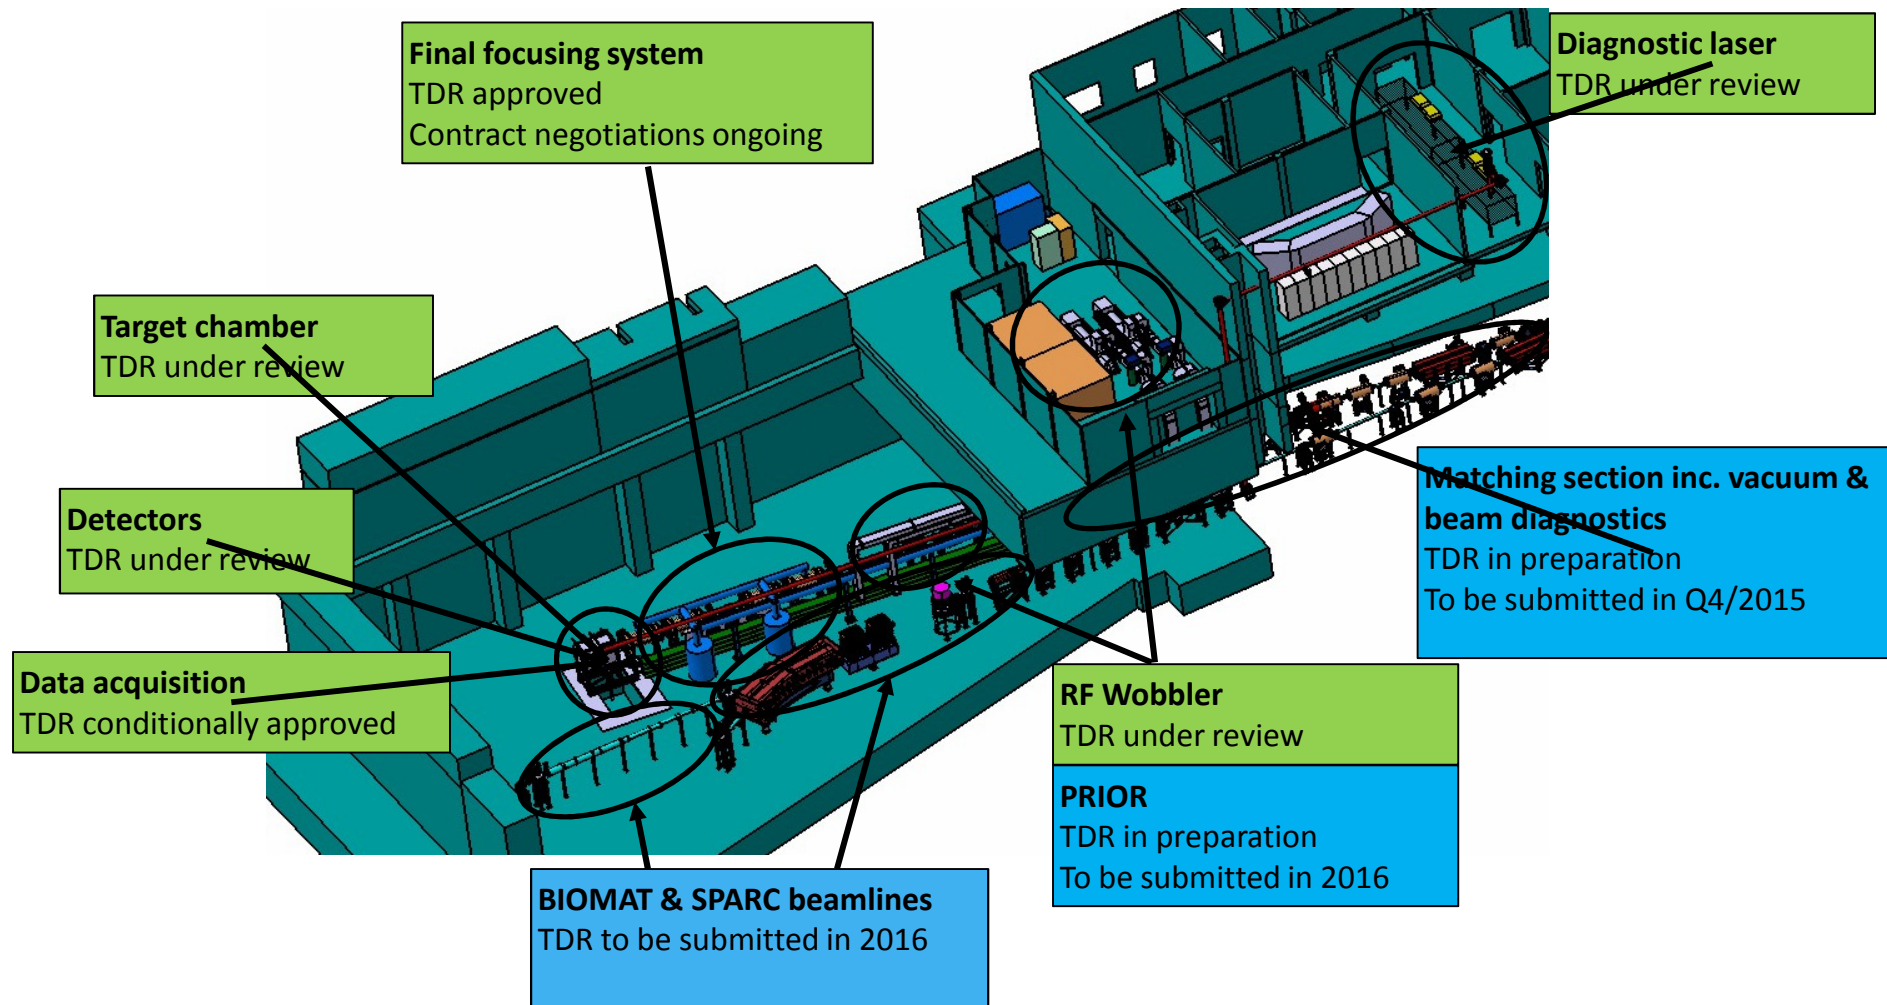 Final focusing system
TDR approved
Contract negotiations ongoing
Diagnostic laser
TDR under review
Target chamber
TDR under review
Detectors
TDR under review
Data acquisition
TDR conditionally approved
Matching section inc. vacuum &
beam diagnostics
TDR in preparation
To be submitted in Q4/2015
RF Wobbler
TDR under review
PRIOR
TDR in preparation
To be submitted in 2016
BIOMAT & SPARC beamlines
TDR to be submitted in 2016